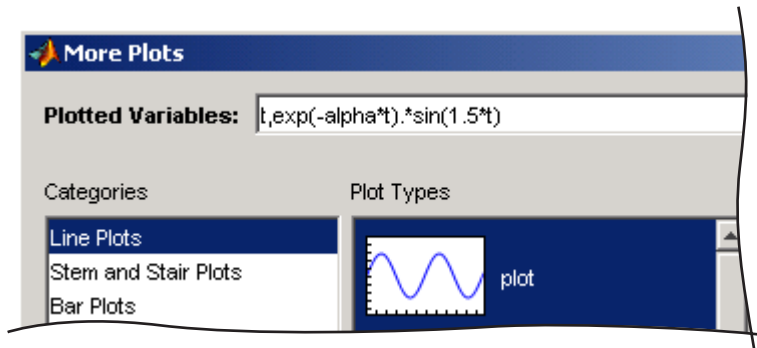 More Plots
Plotted Variables: t,exp(-alpha*t).*sin(1.5*t)
Categories
Plot Types
Line Plots
Stem and Stair Plots
Bar Plots
plot